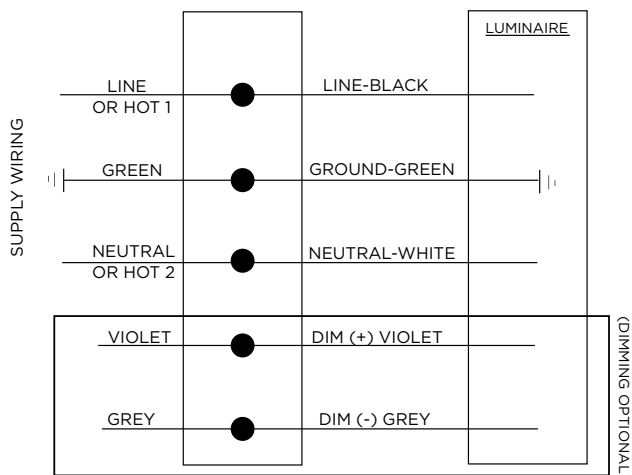 LUMINAIRE
SUPPLY WIRING
LINE
OR HOT 1
LINE-BLACK
GREEN
GROUND-GREEN
NEUTRAL
OR HOT 2
NEUTRAL-WHITE
VIOLET
DIM (+) VIOLET
GREY
DIM (-) GREY
(DIMMING OPTIONAL